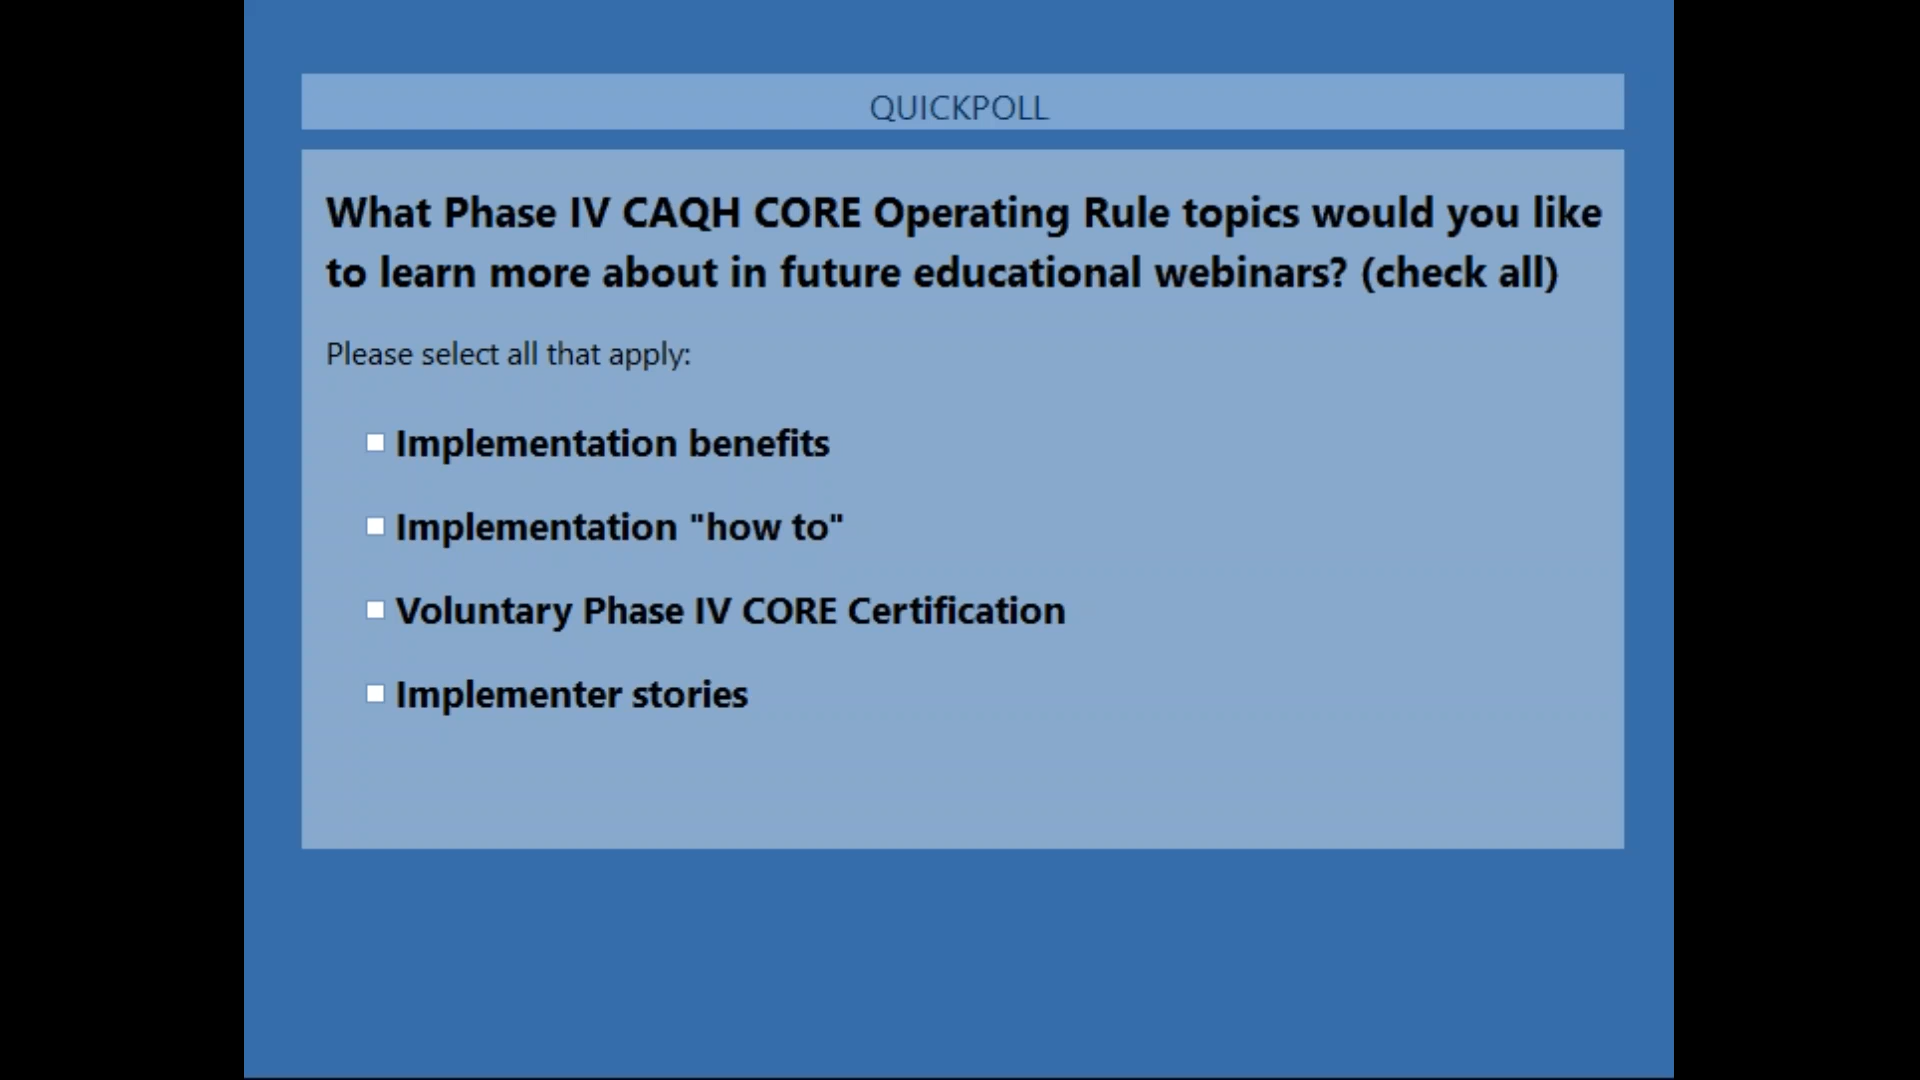 QUICKPOLL
What Phase IV CAQH CORE Operating Rule topics would you like
to learn more about in future educational webinars? (check all)
Please select all that apply:
Implementation benefits
Implementation "how to"
Voluntary Phase IV CORE Certification
Implementer stories